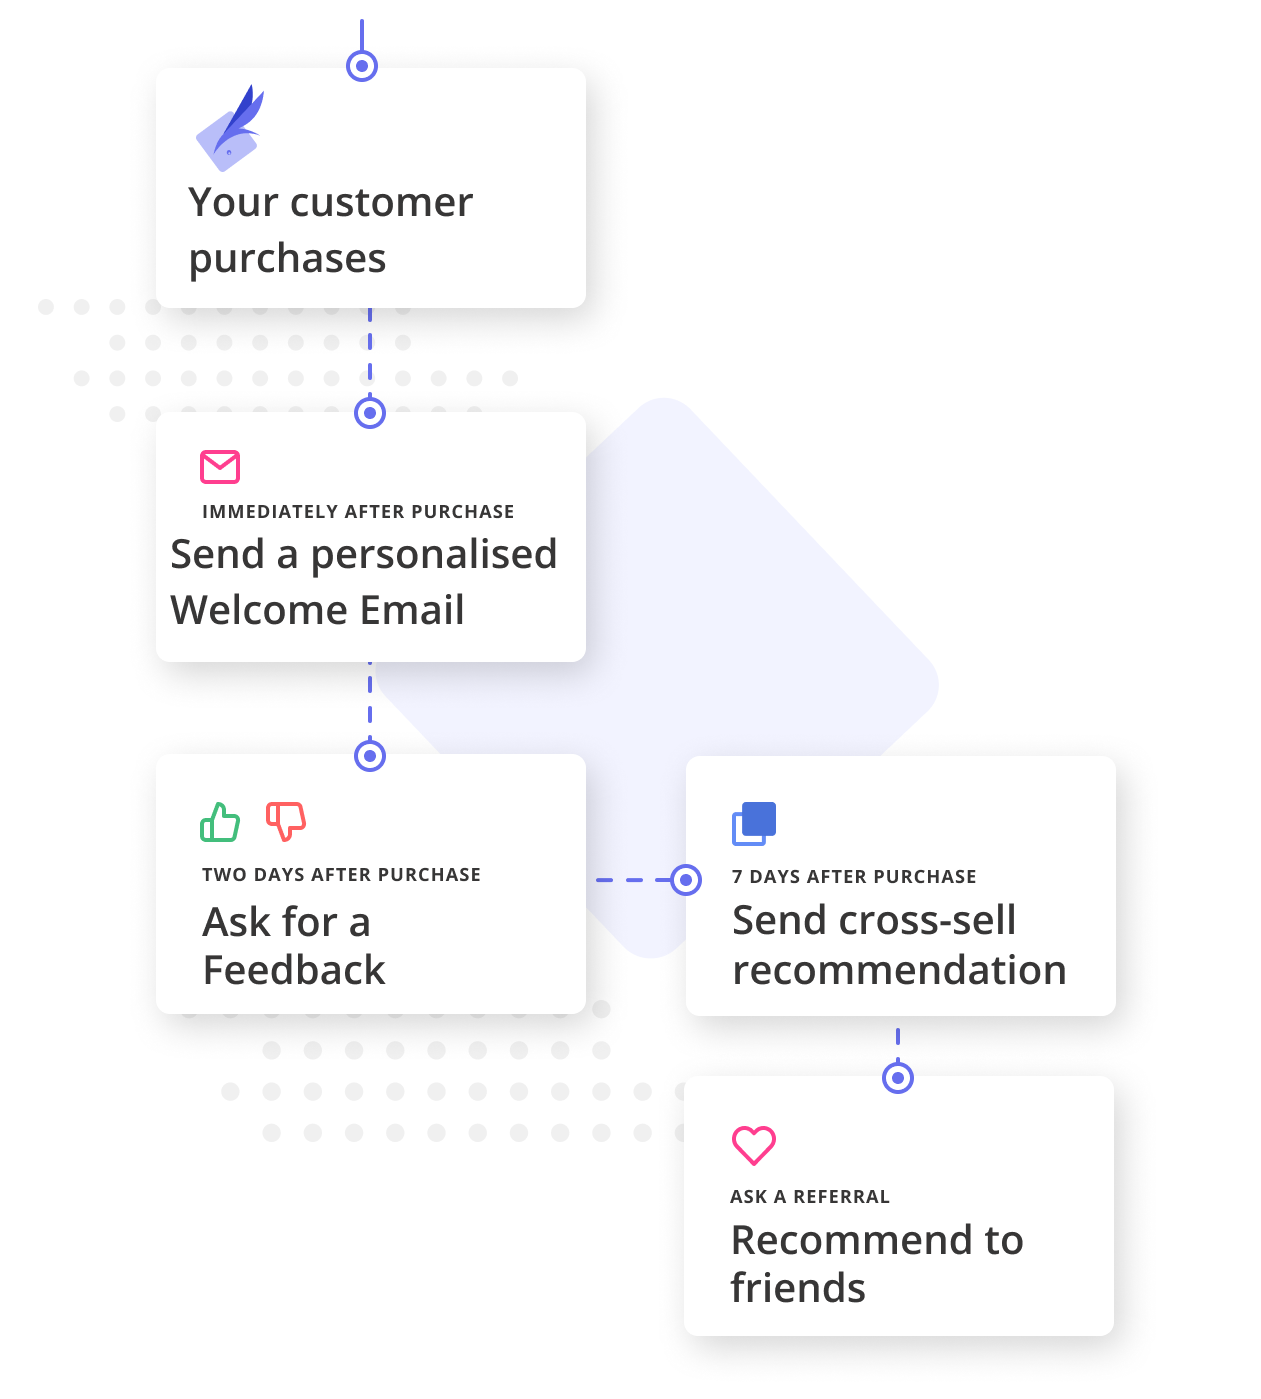 Your customer
purchases
IMMEDIATELY AFTER PURCHASE
Send a personalised
Welcome Email
TWO DAYS AFTER PURCHASE
Ask for a
Feedback
7 DAYS AFTER PURCHASE
Send cross-sell
recommendation
ASK A REFERRAL
Recommend to
friends